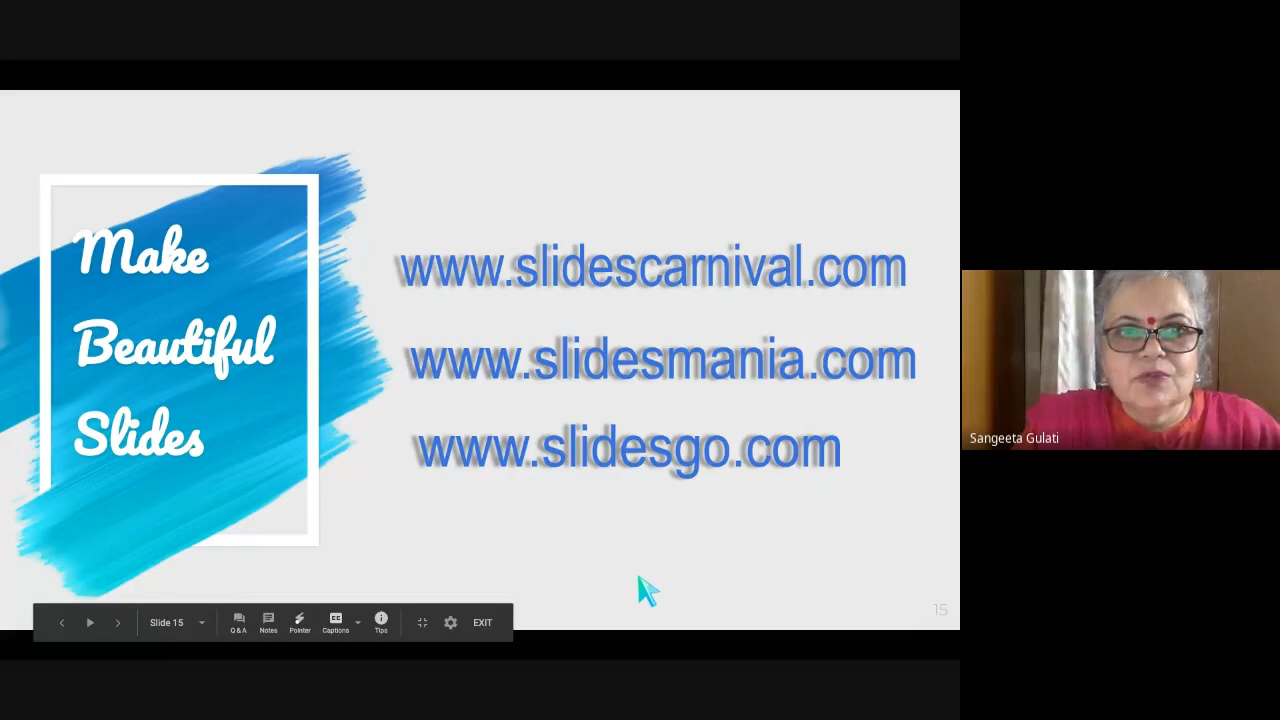 Make
Beautiful
Slides
www.slidescarnival.com
www.slidesmania.com
www.slidesgo.com
15
Slide 15
Q & A
Notes
Pointer
Captions
Tips
EXIT
Sangeeta Gulati